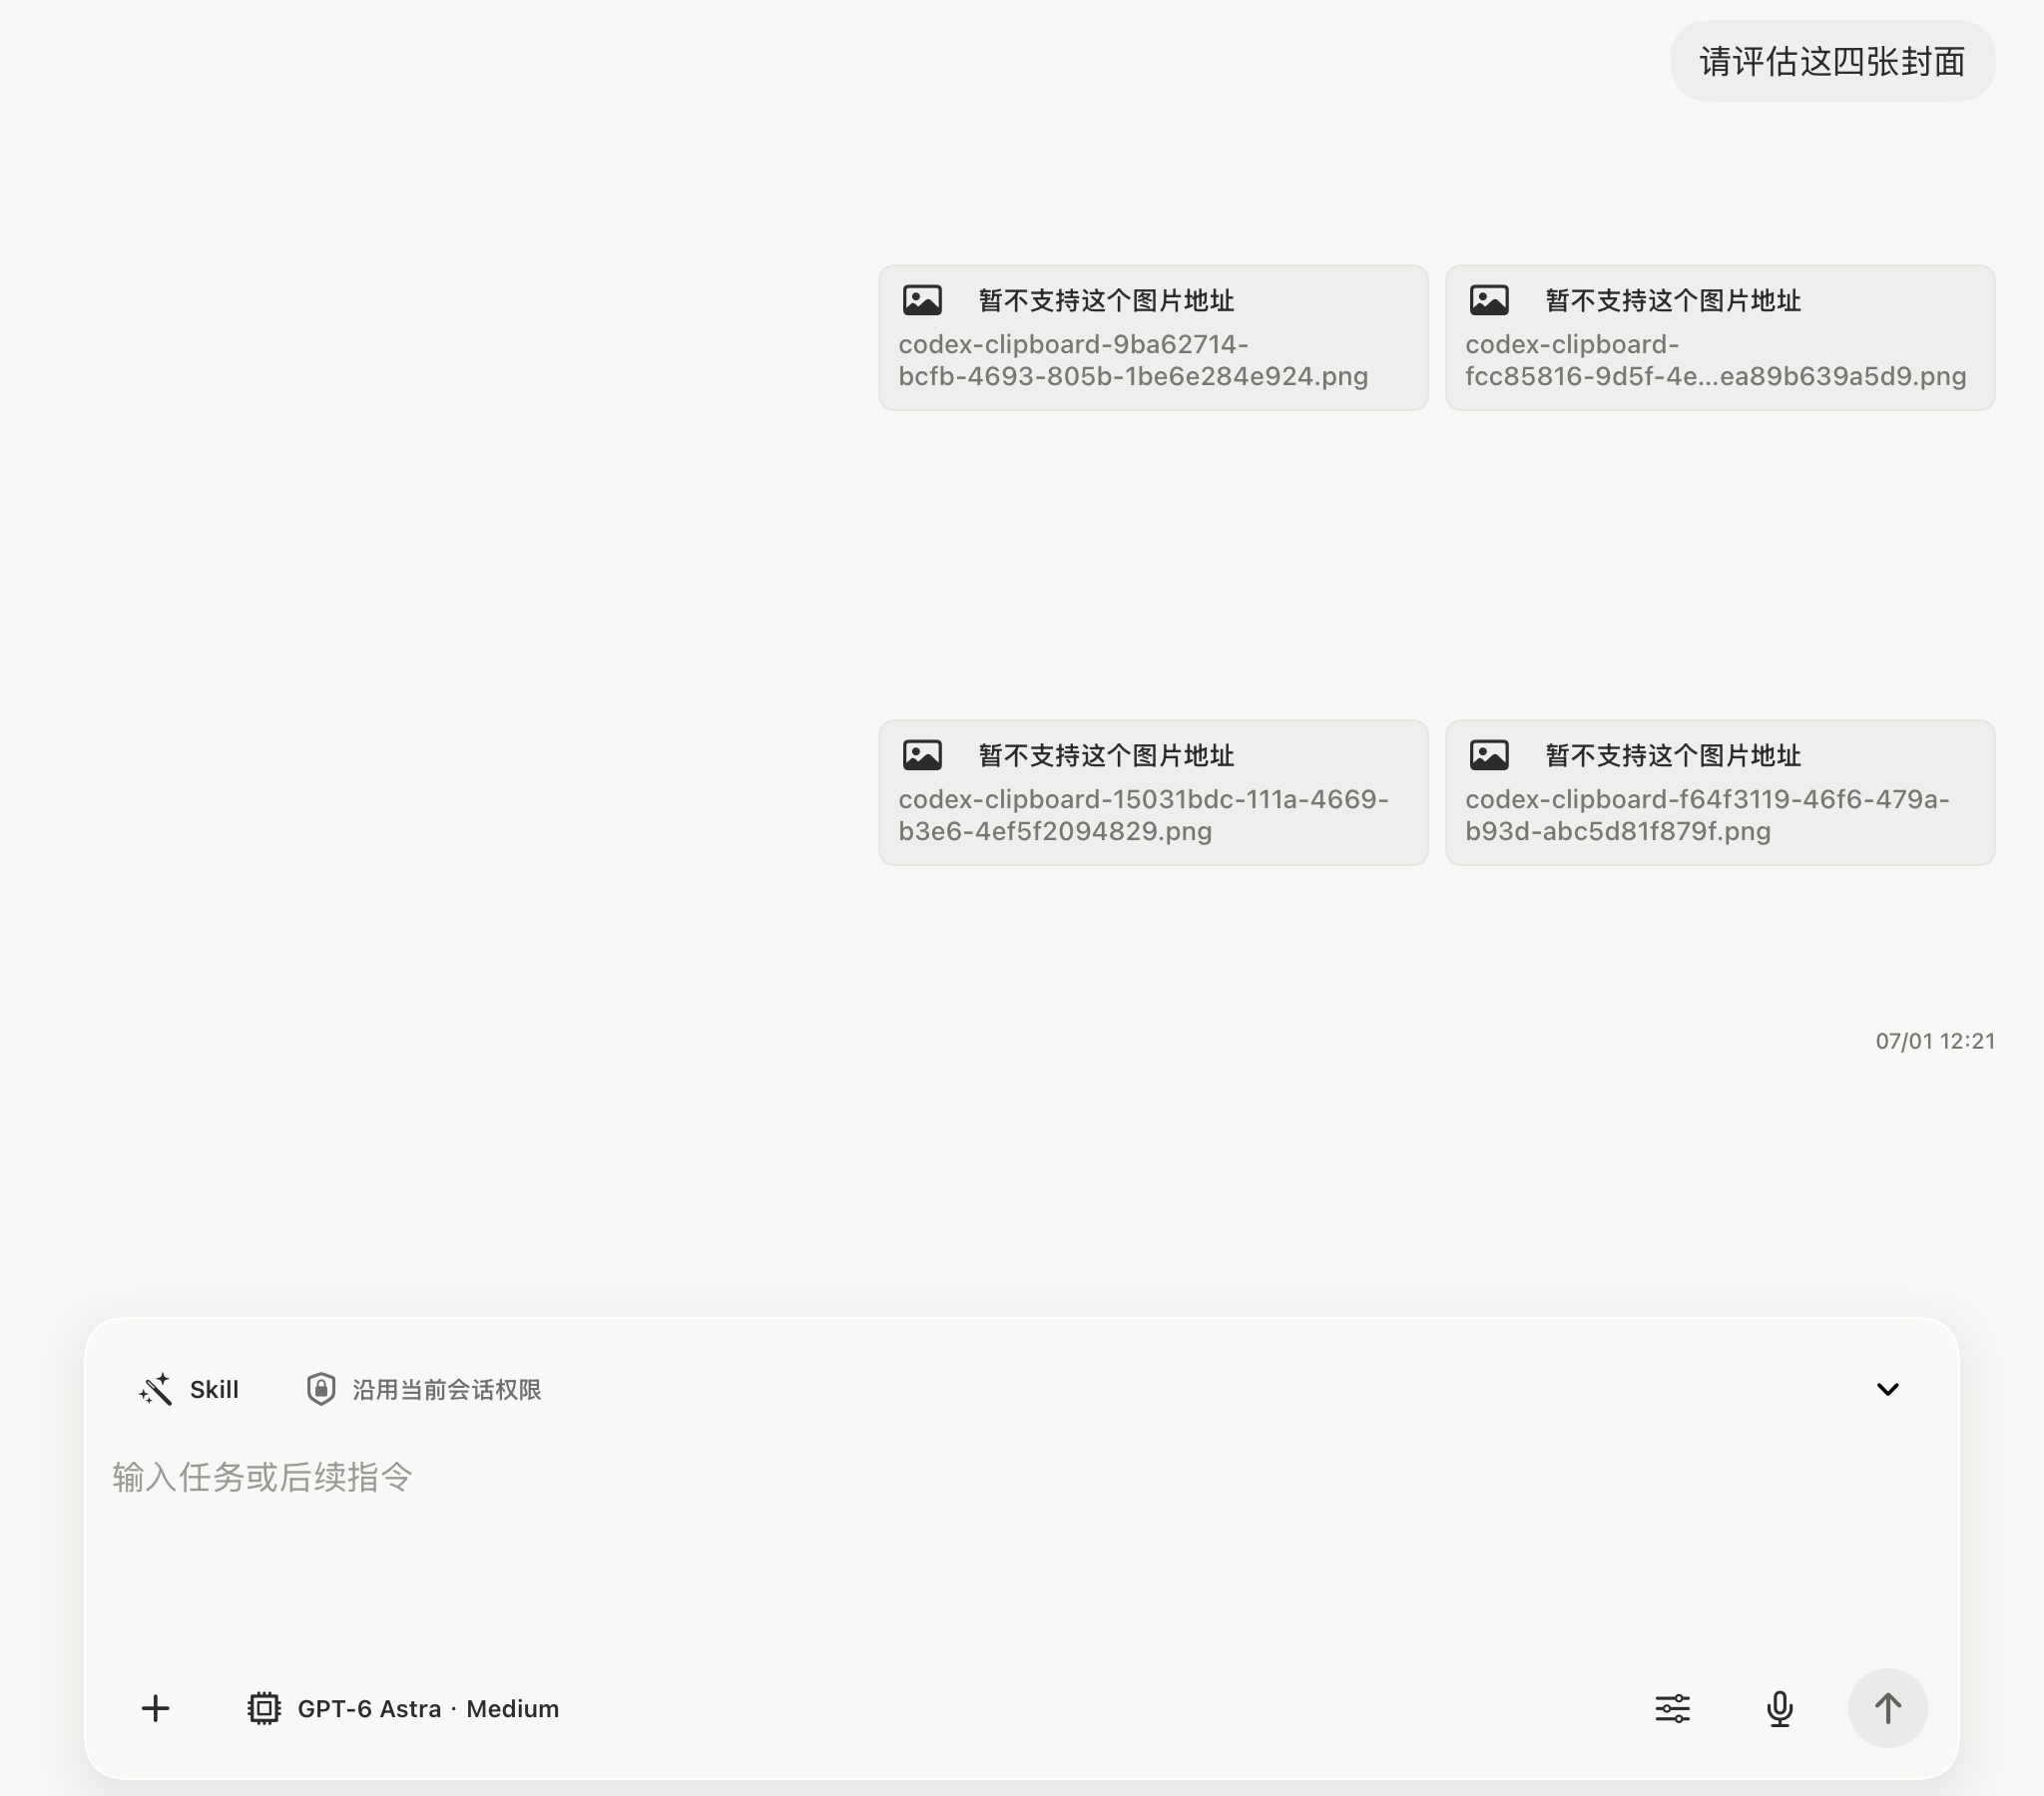 请评估这四张封面
暂不支持这个图片地址
codex-clipboard-9ba62714-
bcfb-4693-805b-1be6e284e924.png
暂不支持这个图片地址
codex-clipboard-
fcc85816-9d5f-4e...ea89b639a5d9.png
暂不支持这个图片地址
codex-clipboard-15031bdc-111a-4669-
b3e6-4ef5f2094829.png
暂不支持这个图片地址
codex-clipboard-f64f3119-46f6-479a-
b93d-abc5d81f879f.png
07/01 12:21
Skill
沿用当前会话权限
输入任务或后续指令
GPT-6 Astra · Medium